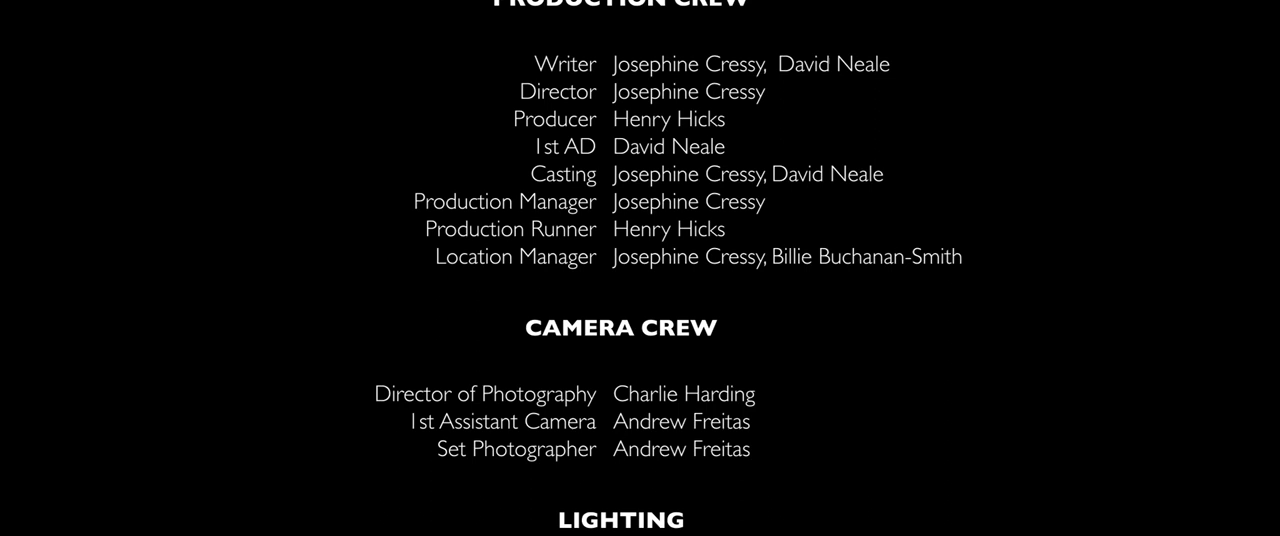 PRODUCTION CREW
Writer Josephine Cressy, David Neale
Director Josephine Cressy
Producer Henry Hicks
1st AD David Neale
Casting Josephine Cressy, David Neale
Production Manager Josephine Cressy
Production Runner Henry Hicks
Location Manager Josephine Cressy, Billie Buchanan-Smith
CAMERA CREW
Director of Photography Charlie Harding
1st Assistant Camera Andrew Freitas
Set Photographer Andrew Freitas
LIGHTING